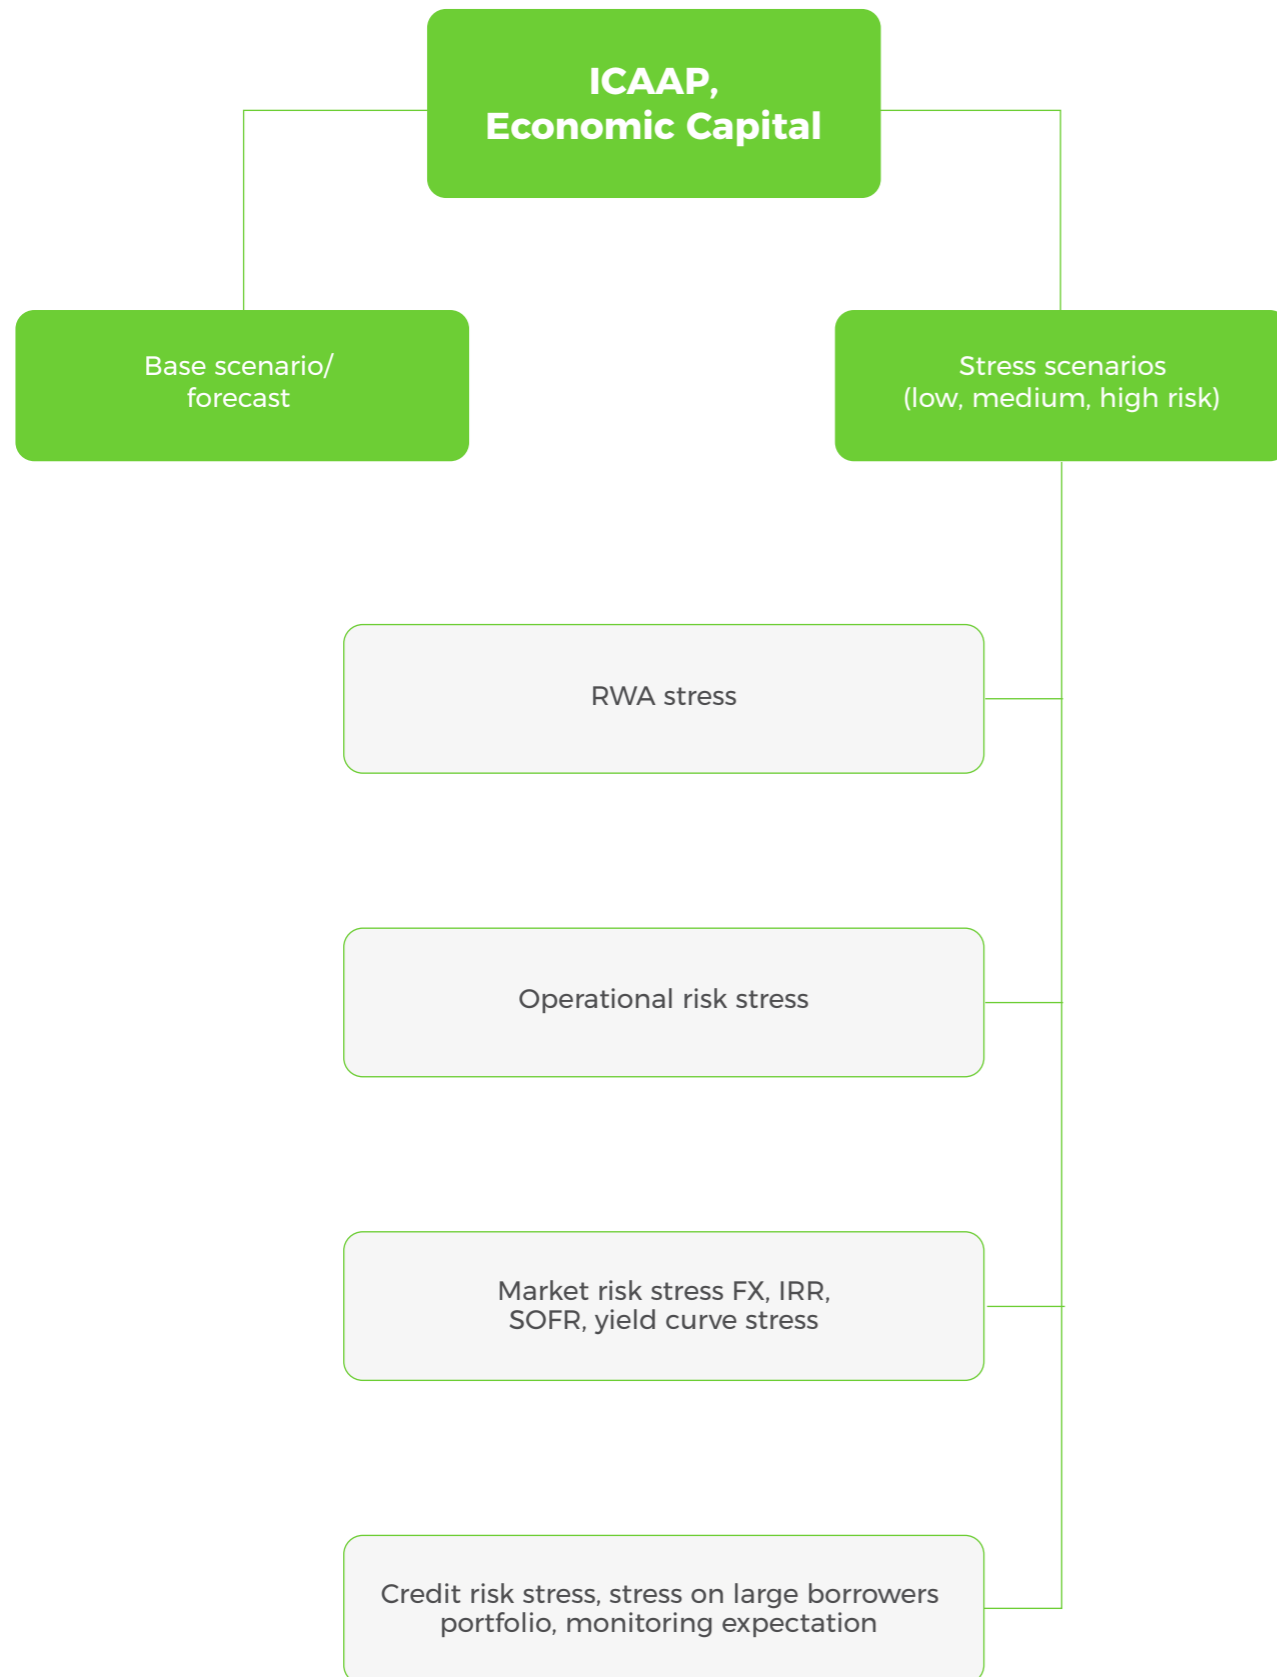 ICAAP,
Economic Capital
Base scenario/
forecast
Stress scenarios
(low, medium, high risk)
RWA stress
Operational risk stress
Market risk stress FX, IRR,
SOFR, yield curve stress
Credit risk stress, stress on large borrowers
portfolio, monitoring expectation